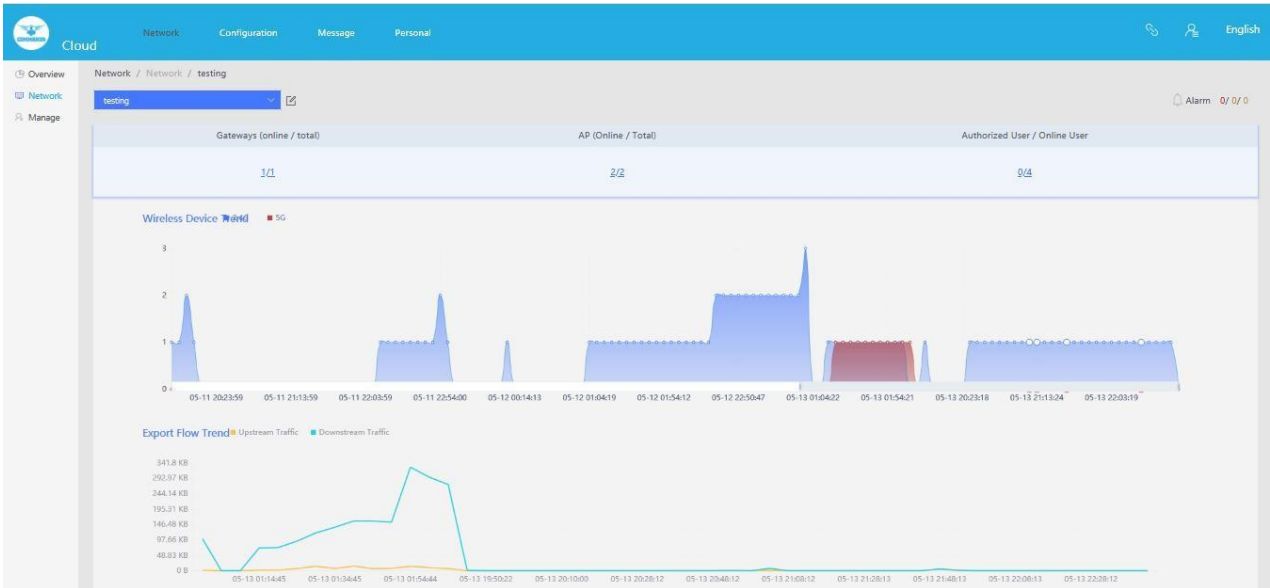 Cloud
Network Configuration Message Personal English
Overview
Network
Manage
Network / Network / testing
testing
Alarm 0/ 0/ 0
Gateways (online / total) AP (Online / Total) Authorized User / Online User
1/1 2/2 0/4
Wireless Device Trend 5G
3
2
1
0
05-11 20:23:59 05-11 21:13:59 05-11 22:03:59 05-11 22:54:00 05-12 00:14:13 05-12 01:04:19 05-12 01:54:12 05-12 22:50:47 05-13 01:04:22 05-13 01:54:21 05-13 20:23:18 05-13 21:13:24 05-13 22:03:19
Export Flow Trend Upstream Traffic Downstream Traffic
341.8 KB
292.97 KB
244.14 KB
195.31 KB
146.48 KB
97.66 KB
48.83 KB
0 B
05-13 01:14:45 05-13 01:34:45 05-13 01:54:44 05-13 19:50:22 05-13 20:10:00 05-13 20:28:12 05-13 20:48:12 05-13 21:08:12 05-13 21:28:13 05-13 21:48:13 05-13 22:08:13 05-13 22:28:12